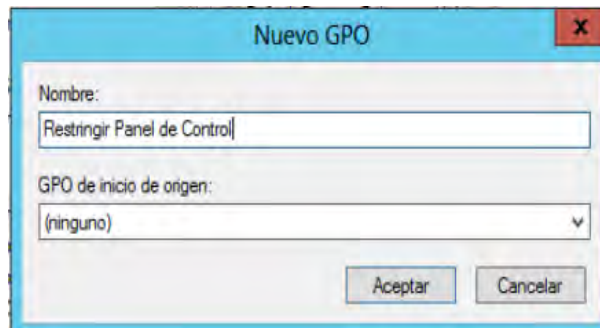 Nuevo GPO
x
Nombre:
Restringir Panel de Control
GPO de inicio de origen:
(ninguno)
Aceptar Cancelar